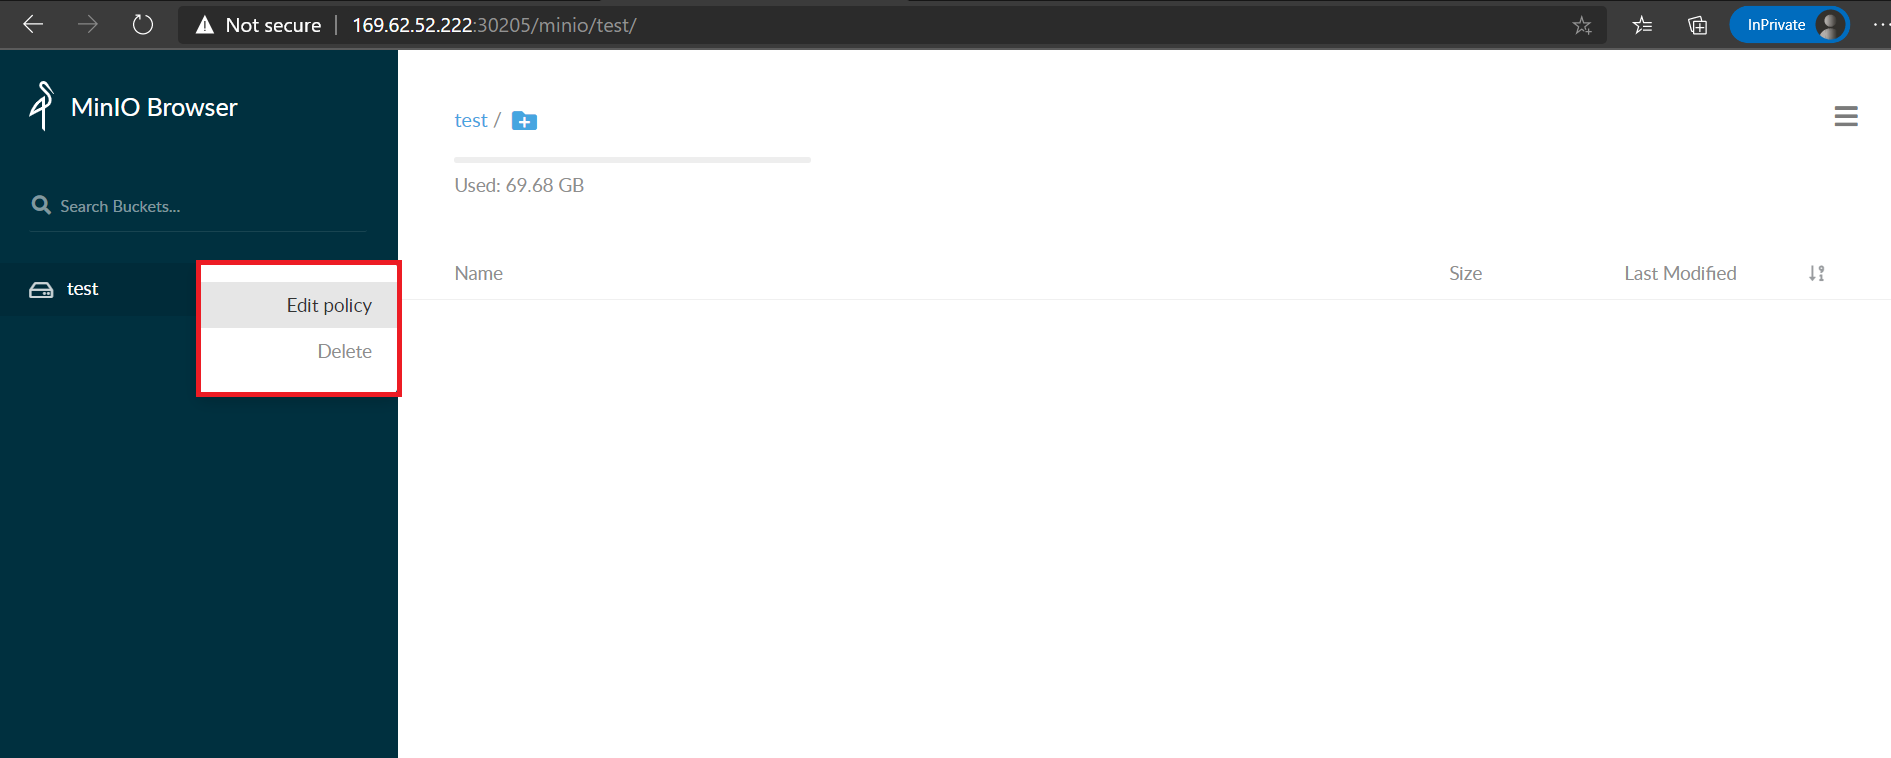 Not secure | 169.62.52.222:30205/minio/test/
InPrivate
MinIO Browser
Search Buckets...
test
Edit policy
Delete
test /
Used: 69.68 GB
Name Size Last Modified